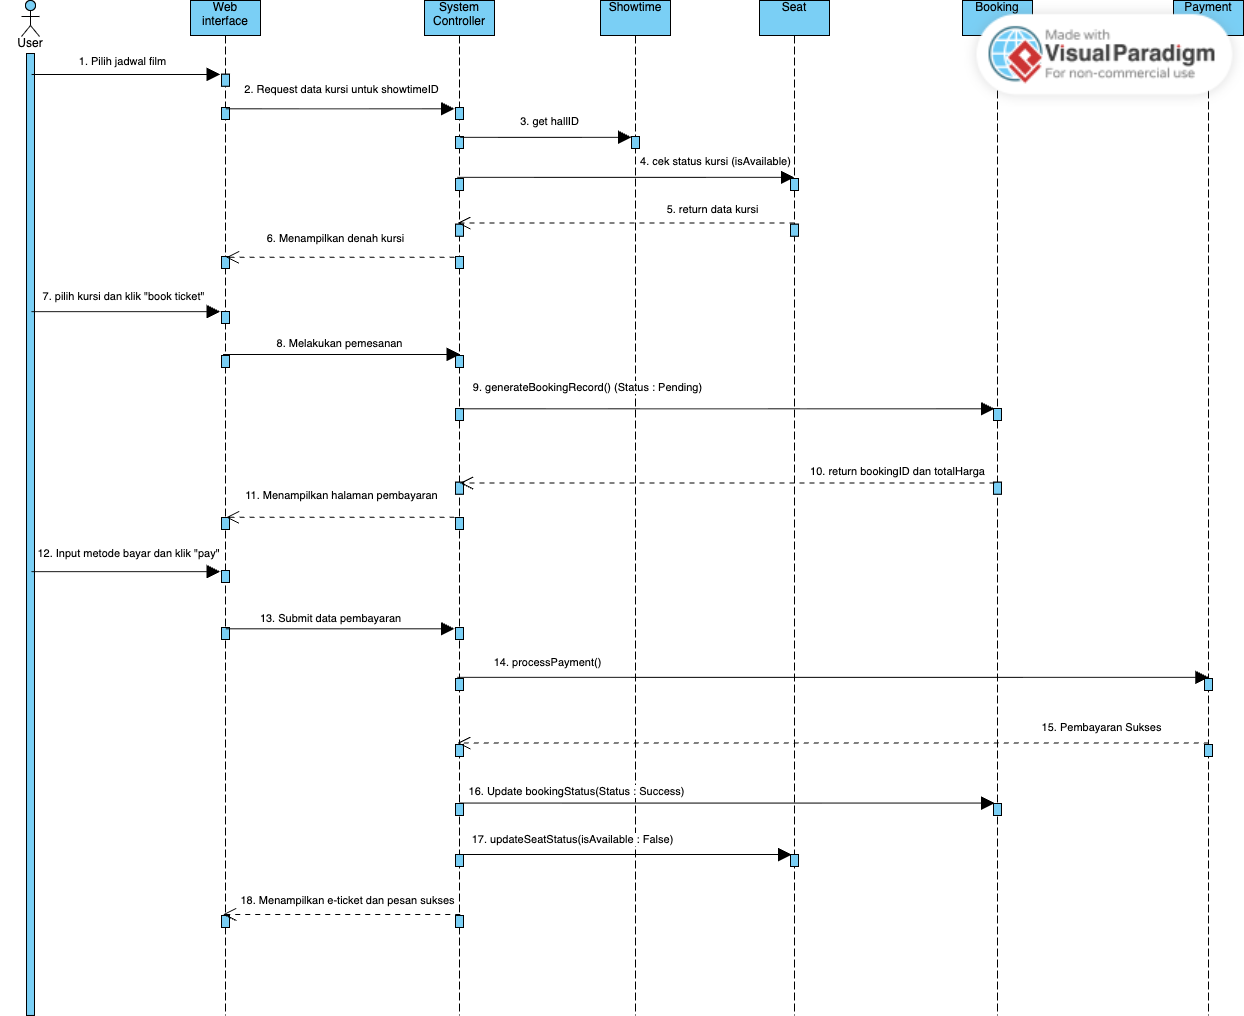 Web
interface
System
Controller
Showtime
Seat
Booking
Payment
User
Made with
VisualParadigm
For non-commercial use
1. Pilih jadwal film
2. Request data kursi untuk showtimeID
3. get hallID
4. cek status kursi (isAvailable)
5. return data kursi
6. Menampilkan denah kursi
7. pilih kursi dan klik "book ticket"
8. Melakukan pemesanan
9. generateBookingRecord() (Status : Pending)
10. return bookingID dan totalHarga
11. Menampilkan halaman pembayaran
12. Input metode bayar dan klik "pay"
13. Submit data pembayaran
14. processPayment()
15. Pembayaran Sukses
16. Update bookingStatus(Status : Success)
17. updateSeatStatus(isAvailable : False)
18. Menampilkan e-ticket dan pesan sukses